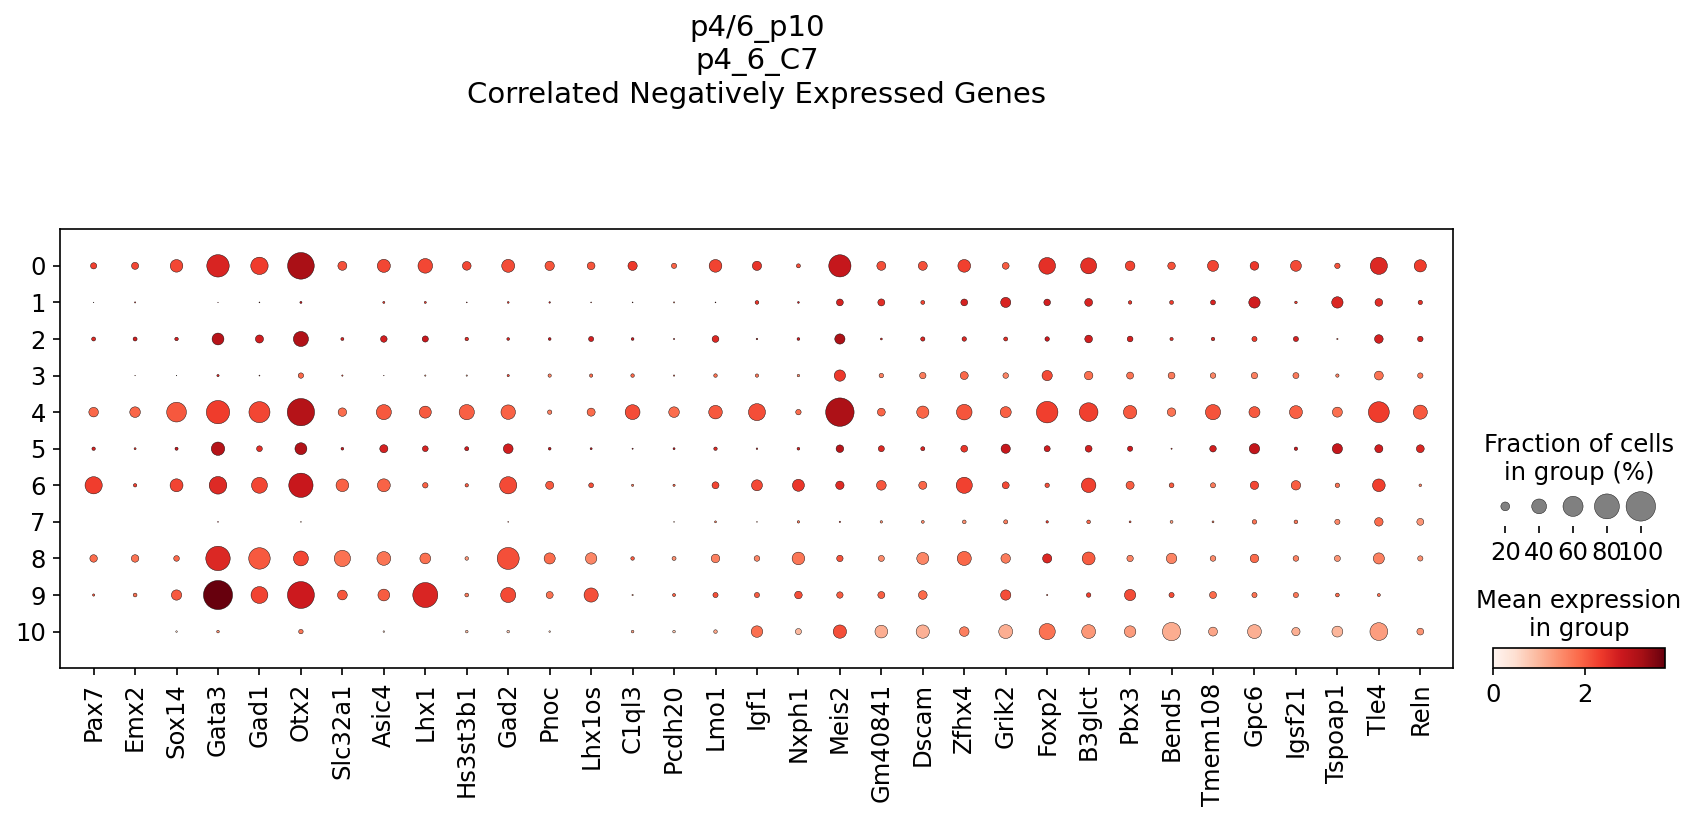 p4/6_p10
p4_6_C7
Correlated Negatively Expressed Genes
0
1
2
3
4
5
6
7
8
9
10
Pax7
Emx2
Sox14
Gata3
Gad1
Otx2
Slc32a1
Asic4
Lhx1
Hs3st3b1
Gad2
Pnoc
Lhx1os
C1ql3
Pcdh20
Lmo1
Igf1
Nxph1
Meis2
Gm40841
Dscam
Zfhx4
Grik2
Foxp2
B3glct
Pbx3
Bend5
Tmem108
Gpc6
Igsf21
Tspoap1
Tle4
Reln
Fraction of cells
in group (%)
20 40 60 80 100
Mean expression
in group
0 2